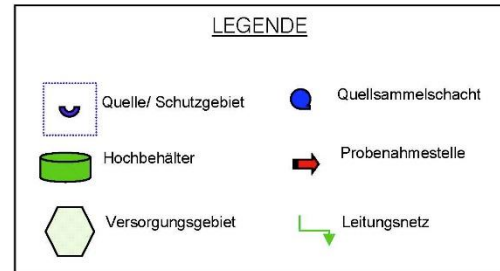 LEGENDE
Quelle/ Schutzgebiet
Quellsammelschacht
Hochbehälter
Probenahmestelle
Versorgungsgebiet
Leitungsnetz